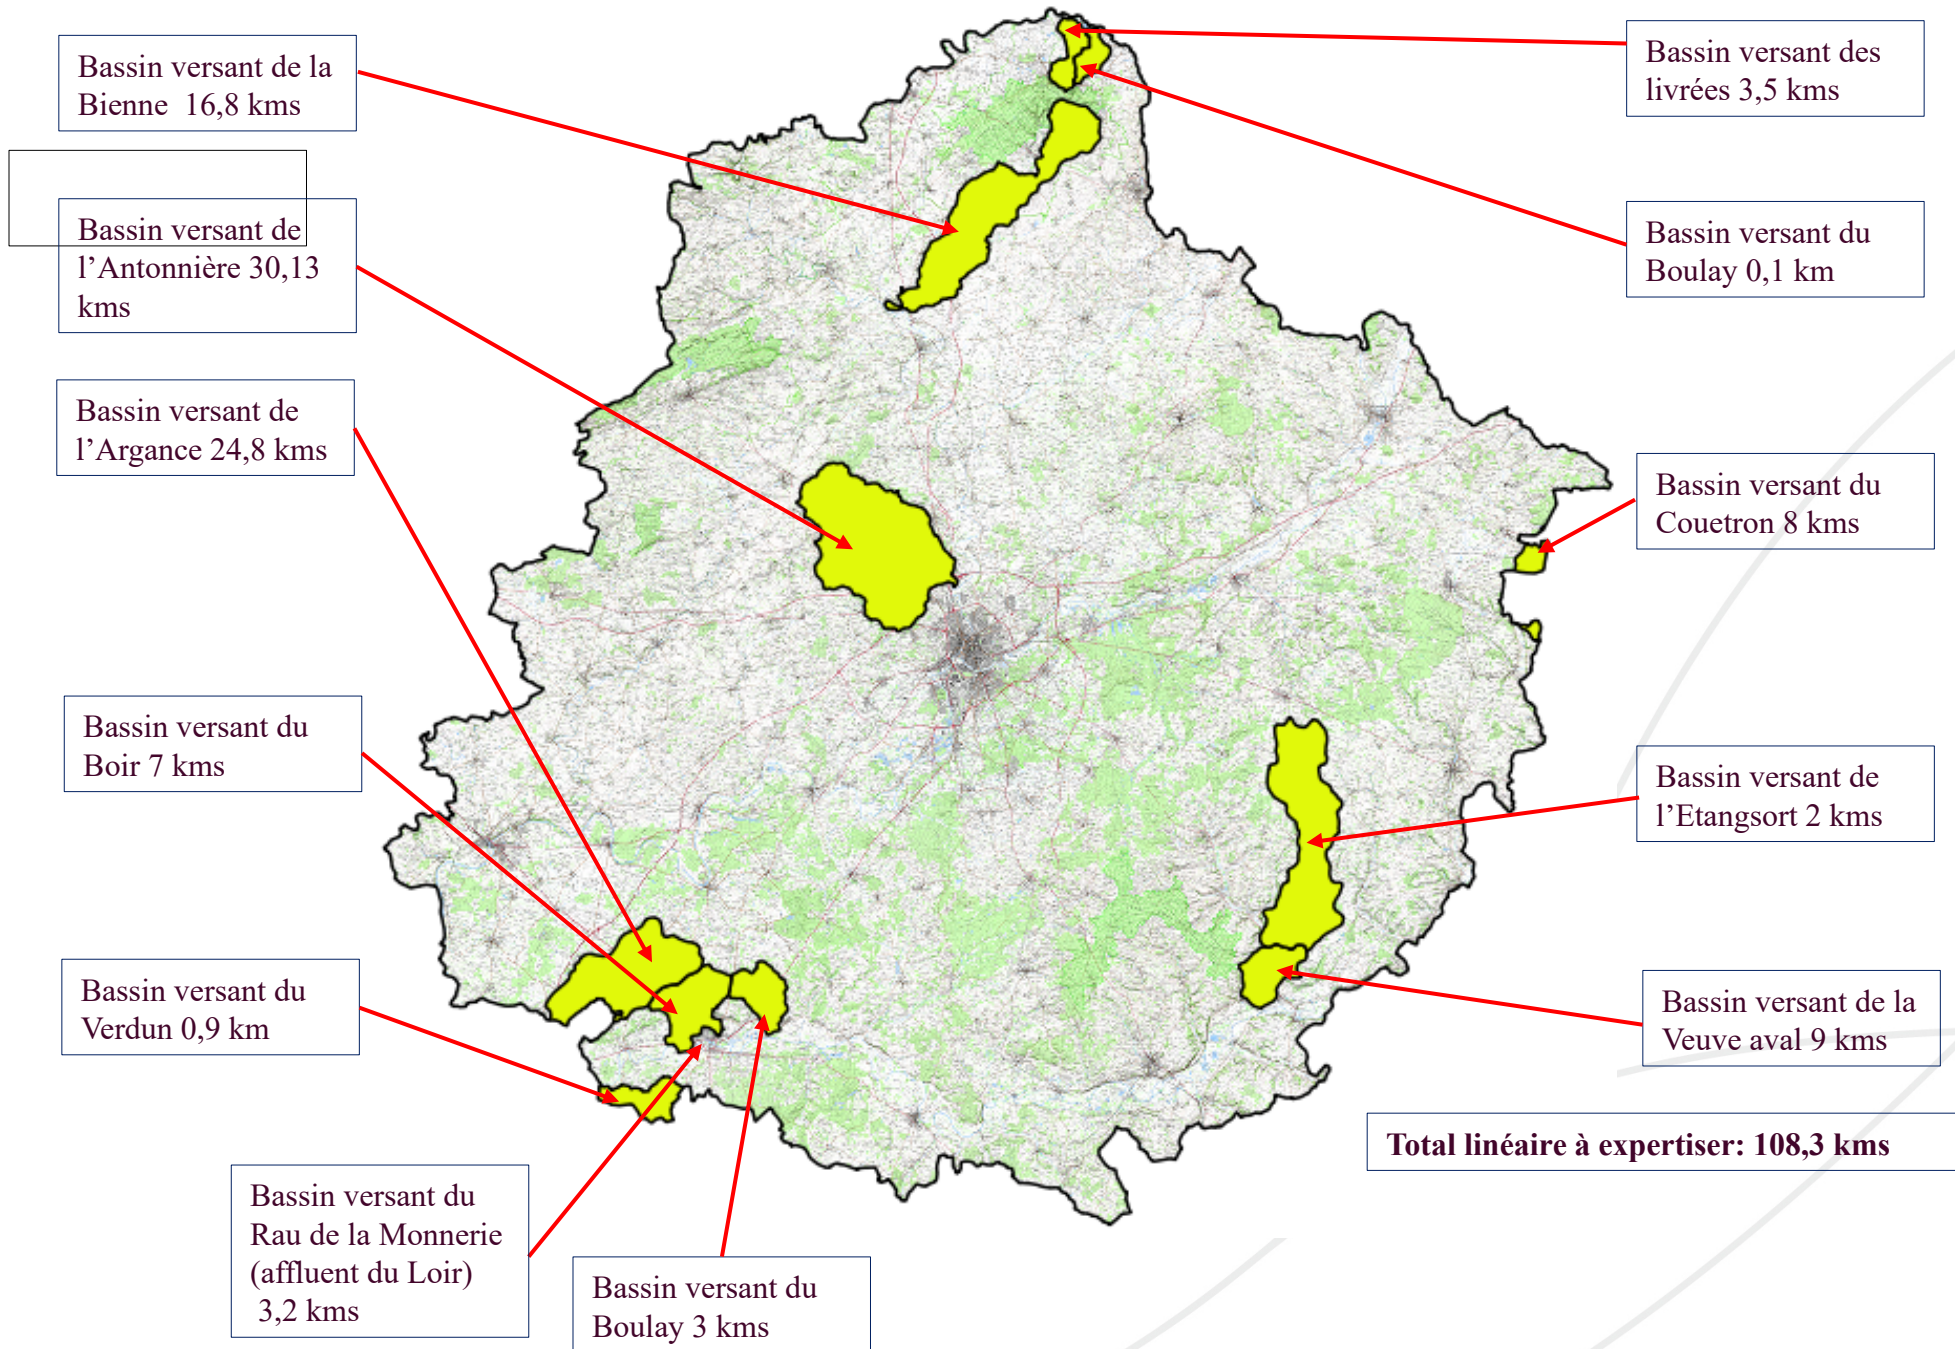 Bassin versant de la
Bienne  16,8 kms
Bassin versant de
l’Antonnière 30,13
kms
Bassin versant de
l’Argance 24,8 kms
Bassin versant du
Boir 7 kms
Bassin versant du
Verdun 0,9 km
Bassin versant du
Rau de la Monnerie
(affluent du Loir)
3,2 kms
Bassin versant du
Boulay 3 kms
Bassin versant des
livrées 3,5 kms
Bassin versant du
Boulay 0,1 km
Bassin versant du
Couetron 8 kms
Bassin versant de
l’Etangsort 2 kms
Bassin versant de la
Veuve aval 9 kms
Total linéaire à expertiser: 108,3 kms